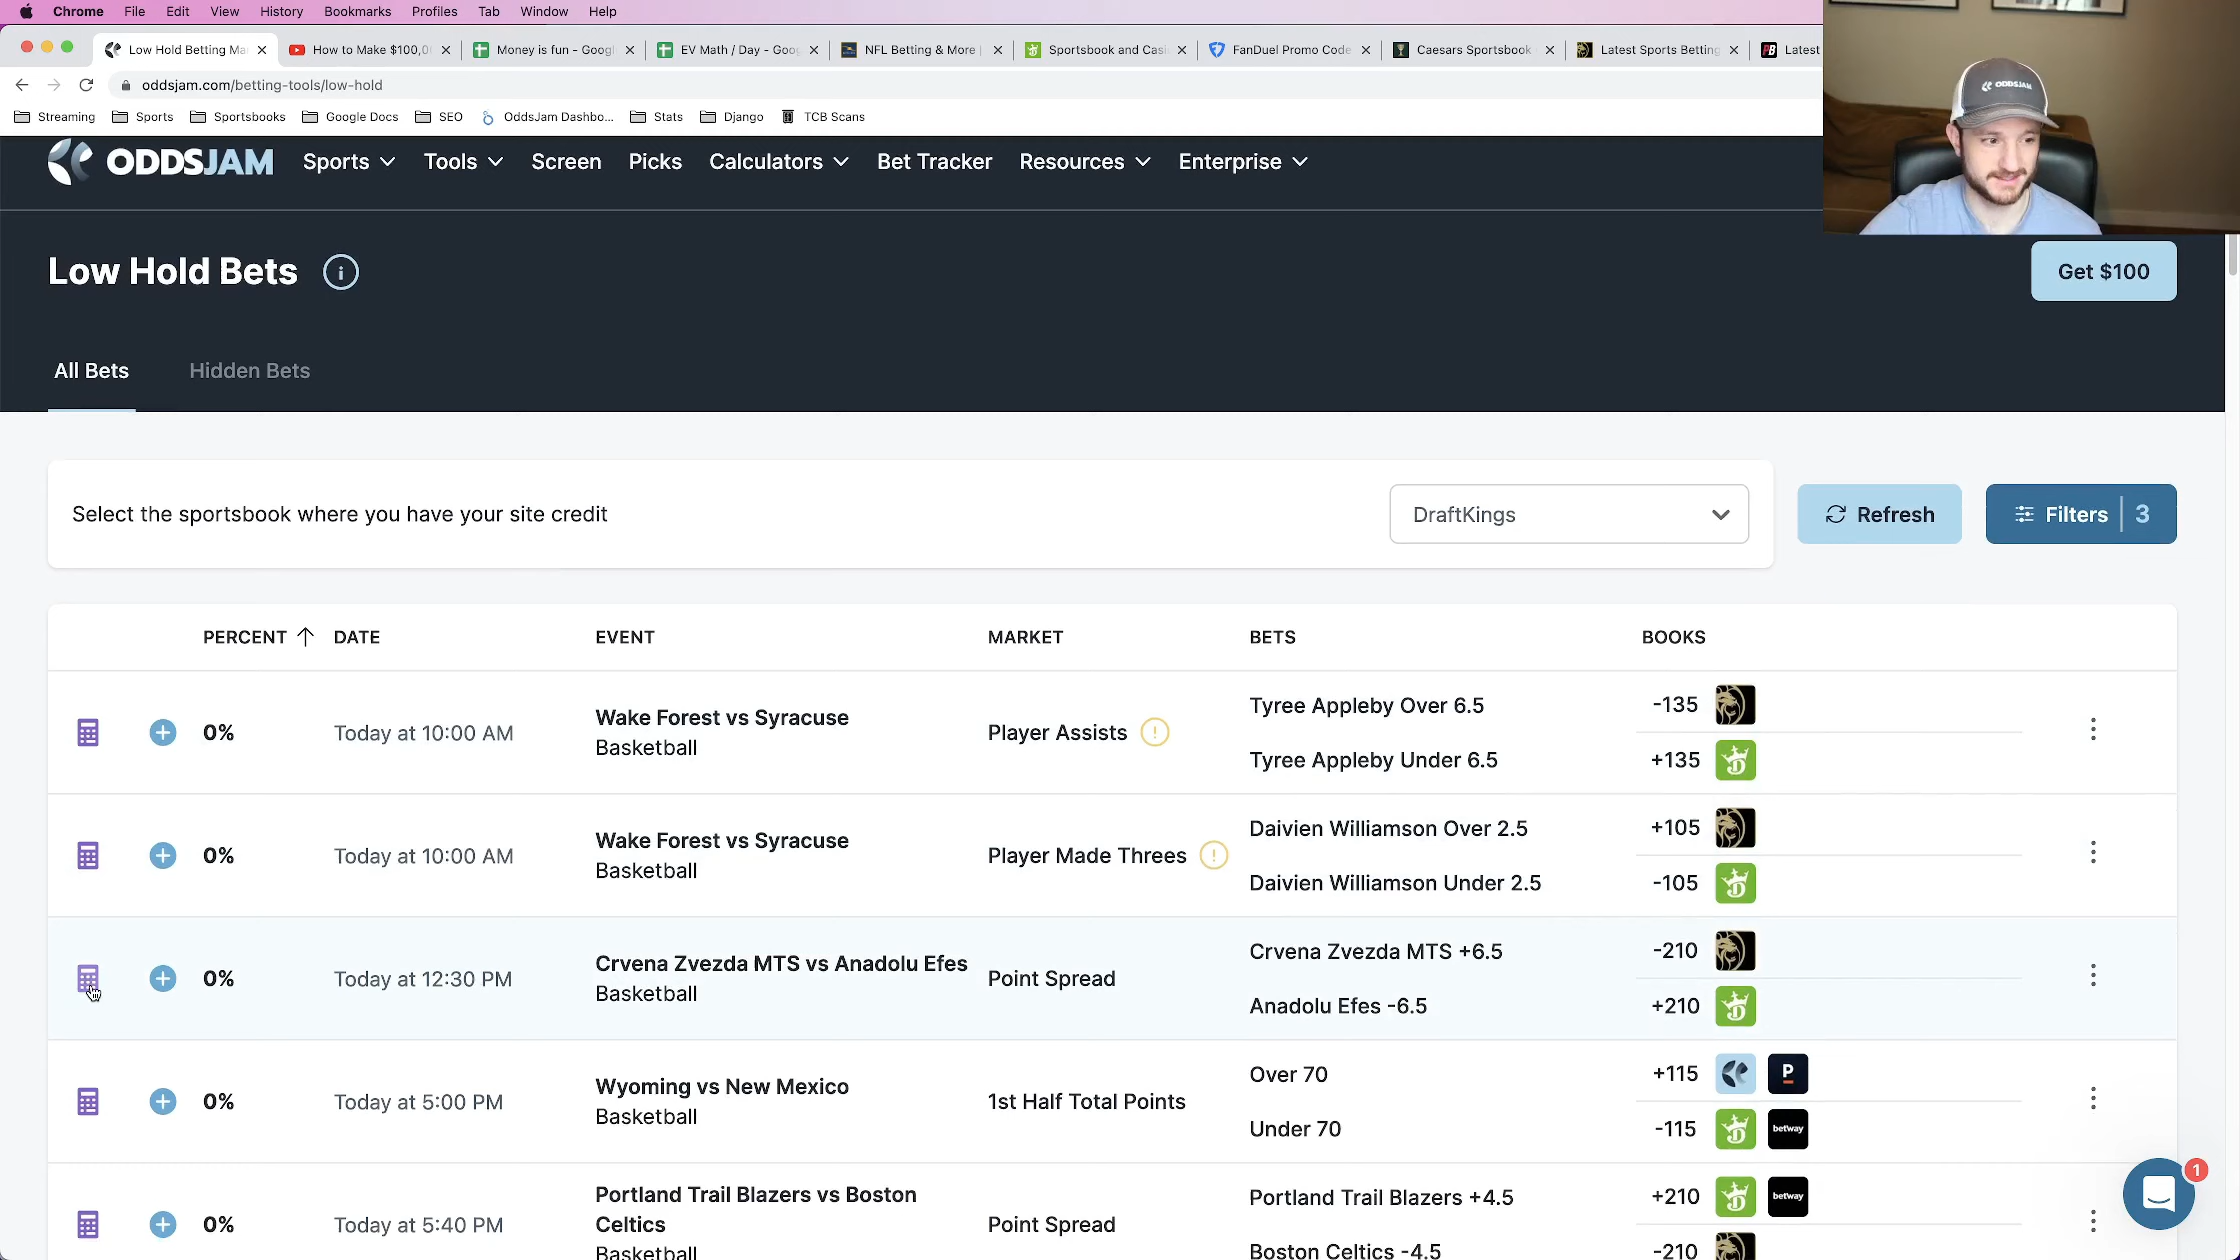 Chrome File Edit View History Bookmarks Profiles Tab Window Help
Low Hold Betting Ma
How to Make $100,0
Money is fun - Googl
EV Math / Day - Goog
NFL Betting & More |
Sportsbook and Casi
FanDuel Promo Code
Caesars Sportsbook
Latest Sports Betting
PB Latest
oddsjam.com/betting-tools/low-hold
Streaming Sports Sportsbooks Google Docs SEO OddsJam Dashbo... Stats Django TCB Scans
ODDSJAM Sports Tools Screen Picks Calculators Bet Tracker Resources Enterprise
ODDSJAM
Low Hold Bets i
Get $100
All Bets Hidden Bets
Select the sportsbook where you have your site credit
DraftKings
Refresh
Filters 3
PERCENT DATE EVENT MARKET BETS BOOKS
0% Today at 10:00 AM
Wake Forest vs Syracuse
Basketball
Player Assists !
Tyree Appleby Over 6.5 -135
Tyree Appleby Under 6.5 +135
0% Today at 10:00 AM
Wake Forest vs Syracuse
Basketball
Player Made Threes !
Daivien Williamson Over 2.5 +105
Daivien Williamson Under 2.5 -105
0% Today at 12:30 PM
Crvena Zvezda MTS vs Anadolu Efes
Basketball
Point Spread
Crvena Zvezda MTS +6.5 -210
Anadolu Efes -6.5 +210
0% Today at 5:00 PM
Wyoming vs New Mexico
Basketball
1st Half Total Points
Over 70 +115 P
Under 70 -115 betway
0% Today at 5:40 PM
Portland Trail Blazers vs Boston
Celtics
Basketball
Point Spread
Portland Trail Blazers +4.5 +210 betway
Boston Celtics -4.5 -210
1